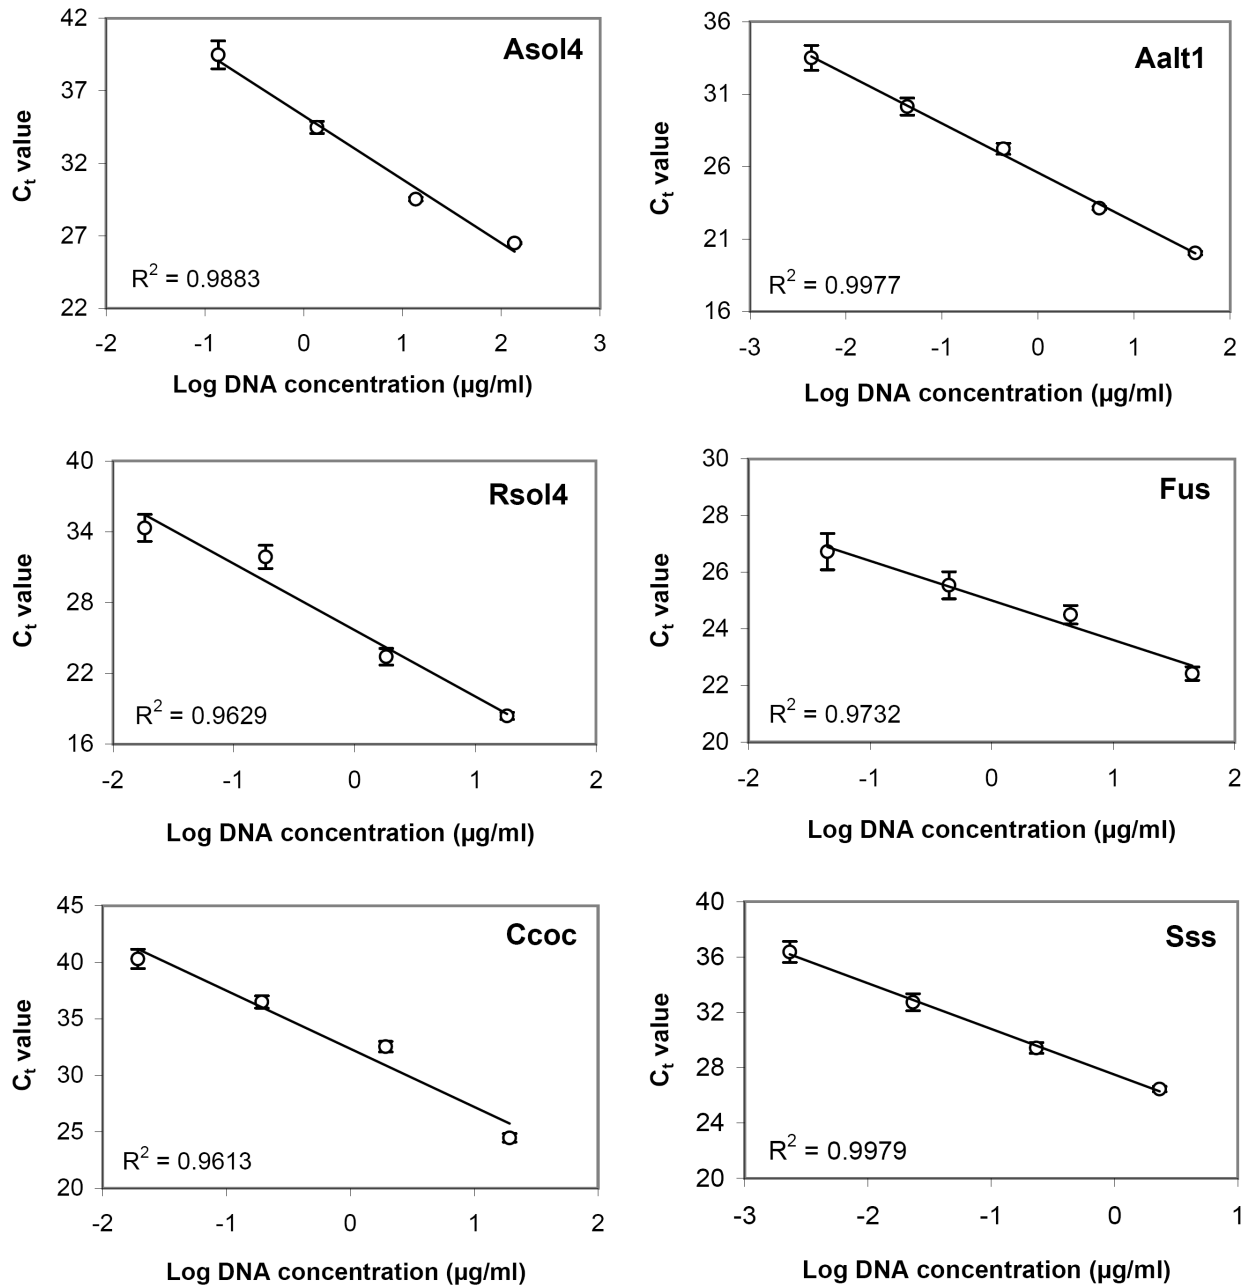 Asol4
42
37
32
27
22
Cₜ value
R² = 0.9883
-2 -1 0 1 2 3
Log DNA concentration (µg/ml)
Aalt1
36
31
26
21
16
Cₜ value
R² = 0.9977
-3 -2 -1 0 1 2
Log DNA concentration (µg/ml)
Rsol4
40
34
28
22
16
Cₜ value
R² = 0.9629
-2 -1 0 1 2
Log DNA concentration (µg/ml)
Fus
30
28
26
24
22
20
Cₜ value
R² = 0.9732
-2 -1 0 1 2
Log DNA concentration (µg/ml)
Ccoc
45
40
35
30
25
20
Cₜ value
R² = 0.9613
-2 -1 0 1 2
Log DNA concentration (µg/ml)
Sss
40
36
32
28
24
20
Cₜ value
R² = 0.9979
-3 -2 -1 0 1
Log DNA concentration (µg/ml)